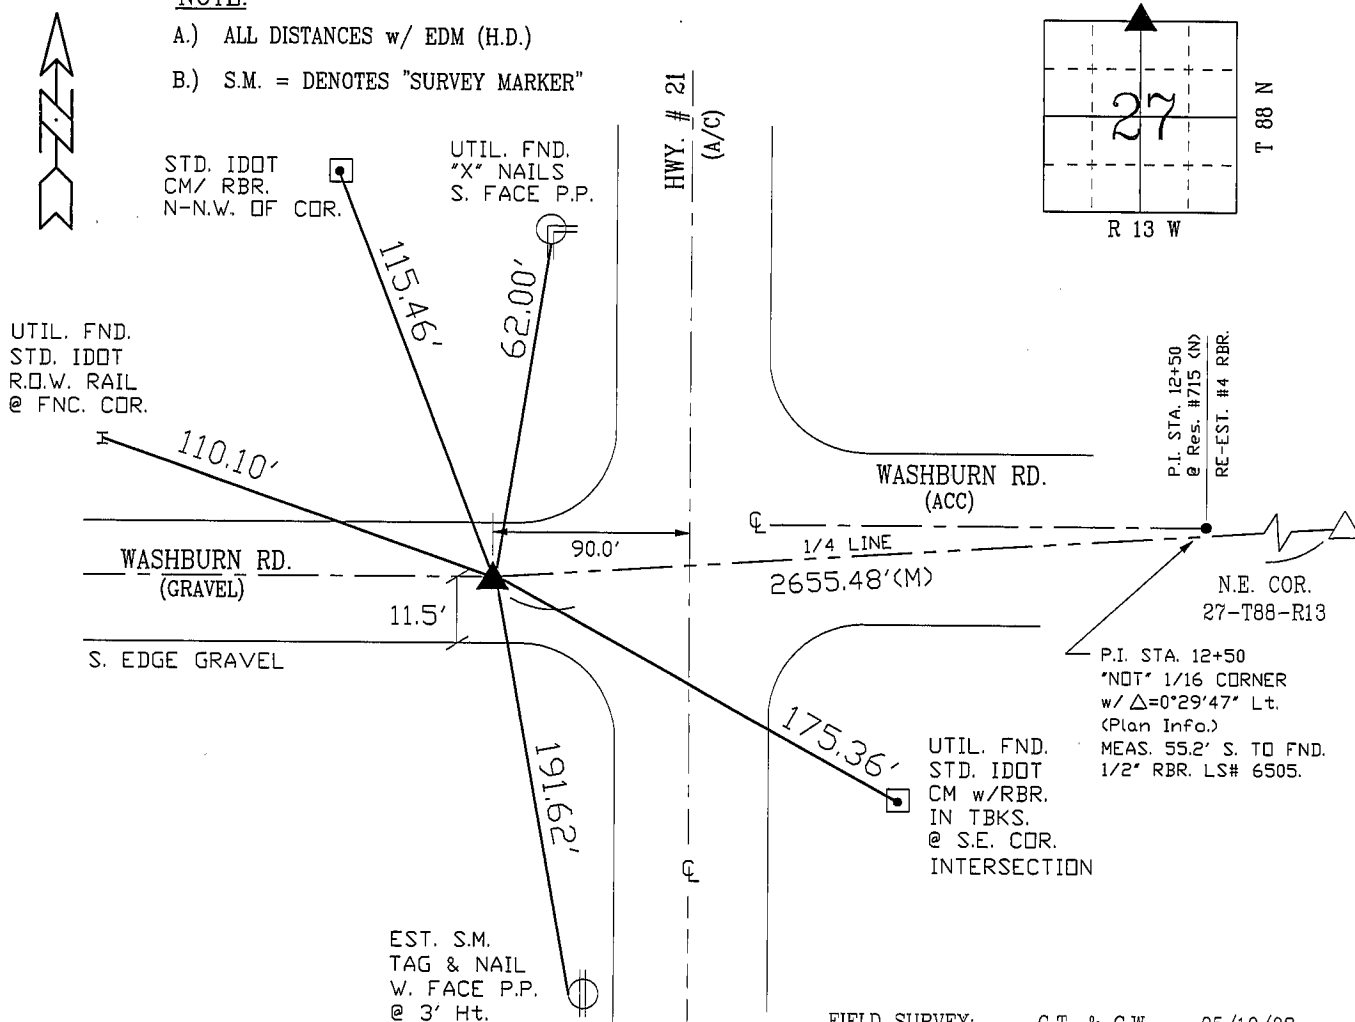 NOTE:
A.) ALL DISTANCES w/ EDM (H.D.)
B.) S.M. = DENOTES "SURVEY MARKER"
N
HWY. # 21
(A/C)
27
T 88 N
R 13 W
STD. IDOT
CM/ RBR.
N-N.W. OF COR.
UTIL. FND.
"X" NAILS
S. FACE P.P.
115.46'
62.00'
UTIL. FND.
STD. IDOT
R.O.W. RAIL
@ FNC. COR.
110.10'
P.I. STA. 12+50
@ Res. #715 (N)
RE-EST. #4 RBR.
WASHBURN RD.
(ACC)
℄
90.0'
1/4 LINE
2655.48'(M)
WASHBURN RD.
(GRAVEL)
11.5'
S. EDGE GRAVEL
N.E. COR.
27-T88-R13
P.I. STA. 12+50
"NOT" 1/16 CORNER
w/ △=0°29'47" Lt.
(Plan Info.)
MEAS. 55.2' S. TO FND.
1/2" RBR. LS# 6505.
175.36'
191.62'
UTIL. FND.
STD. IDOT
CM w/RBR.
IN TBKS.
@ S.E. COR.
INTERSECTION
℄
EST. S.M.
TAG & NAIL
W. FACE P.P.
@ 3' Ht.
FIELD SURVEY: